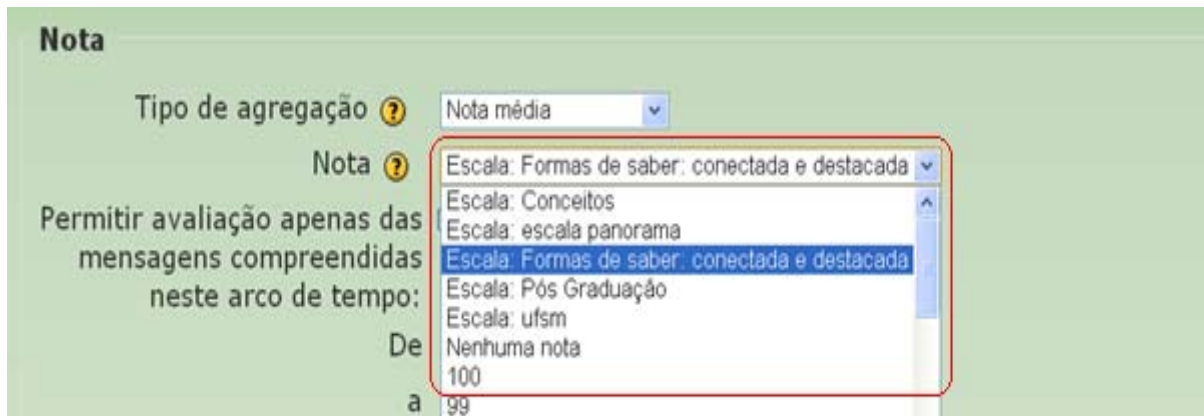 Nota
Tipo de agregação ? Nota média
Nota ? Escala: Formas de saber: conectada e destacada
Escala: Conceitos
Escala: escala panorama
Escala: Formas de saber: conectada e destacada
Escala: Pós Graduação
Escala: ufsm
Nenhuma nota
100
99
Permitir avaliação apenas das
mensagens compreendidas
neste arco de tempo:
De
a